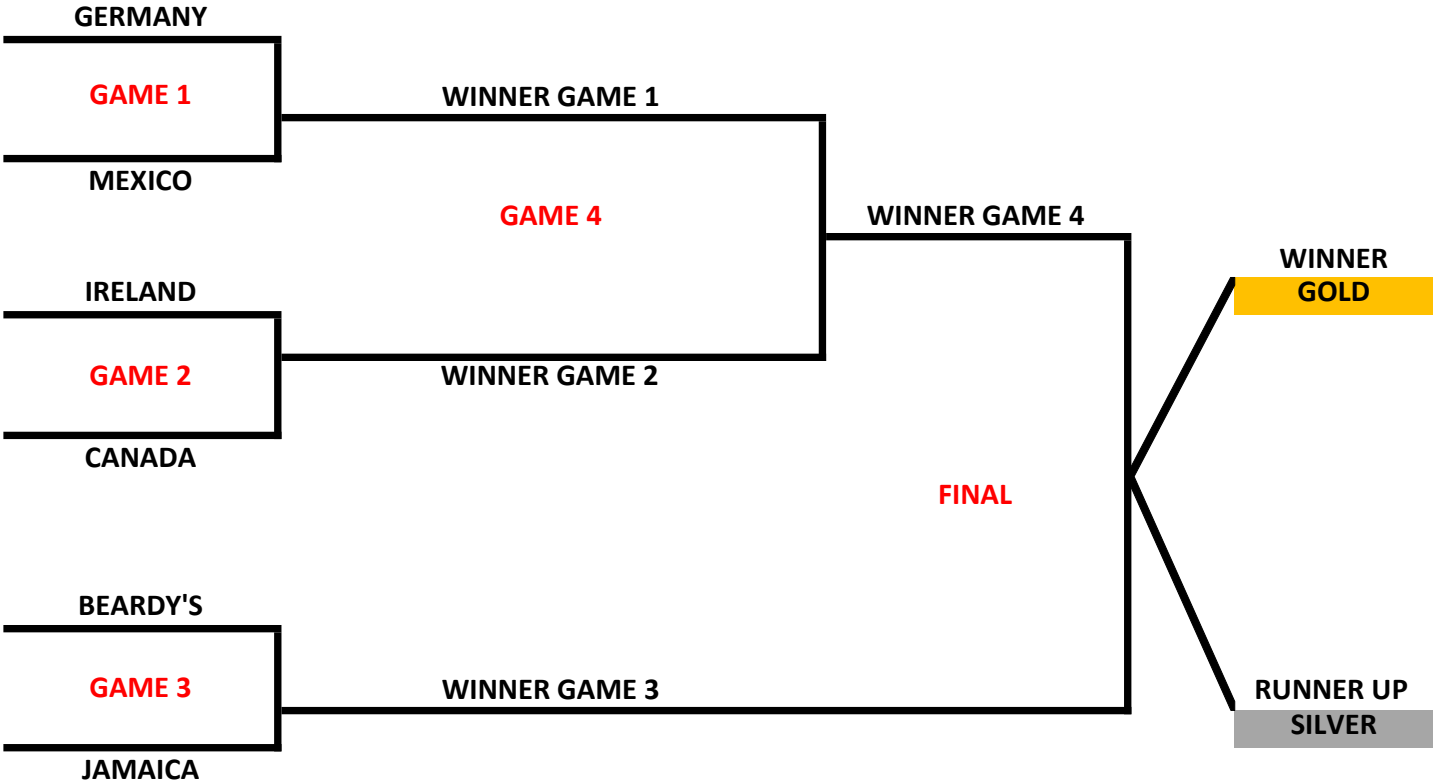 GERMANY
GAME 1
WINNER GAME 1
MEXICO
GAME 4
WINNER GAME 4
WINNER
GOLD
IRELAND
GAME 2
WINNER GAME 2
CANADA
FINAL
BEARDY'S
GAME 3
WINNER GAME 3
RUNNER UP
SILVER
JAMAICA